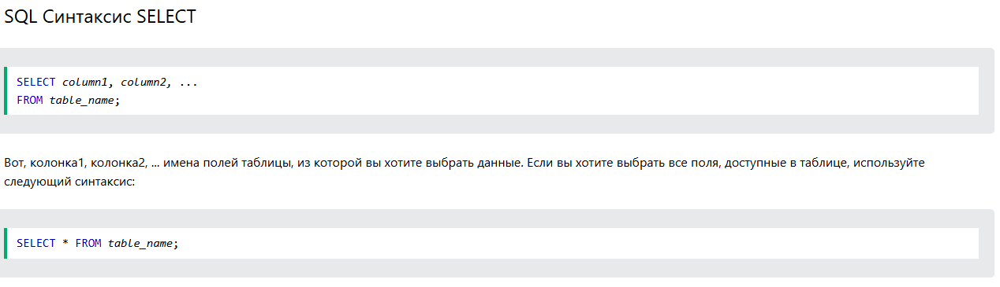 SQL Синтаксис SELECT
SELECT column1, column2, ...
FROM table_name;
Вот, колонка1, колонка2, ... имена полей таблицы, из которой вы хотите выбрать данные. Если вы хотите выбрать все поля, доступные в таблице, используйте
следующий синтаксис:
SELECT * FROM table_name;